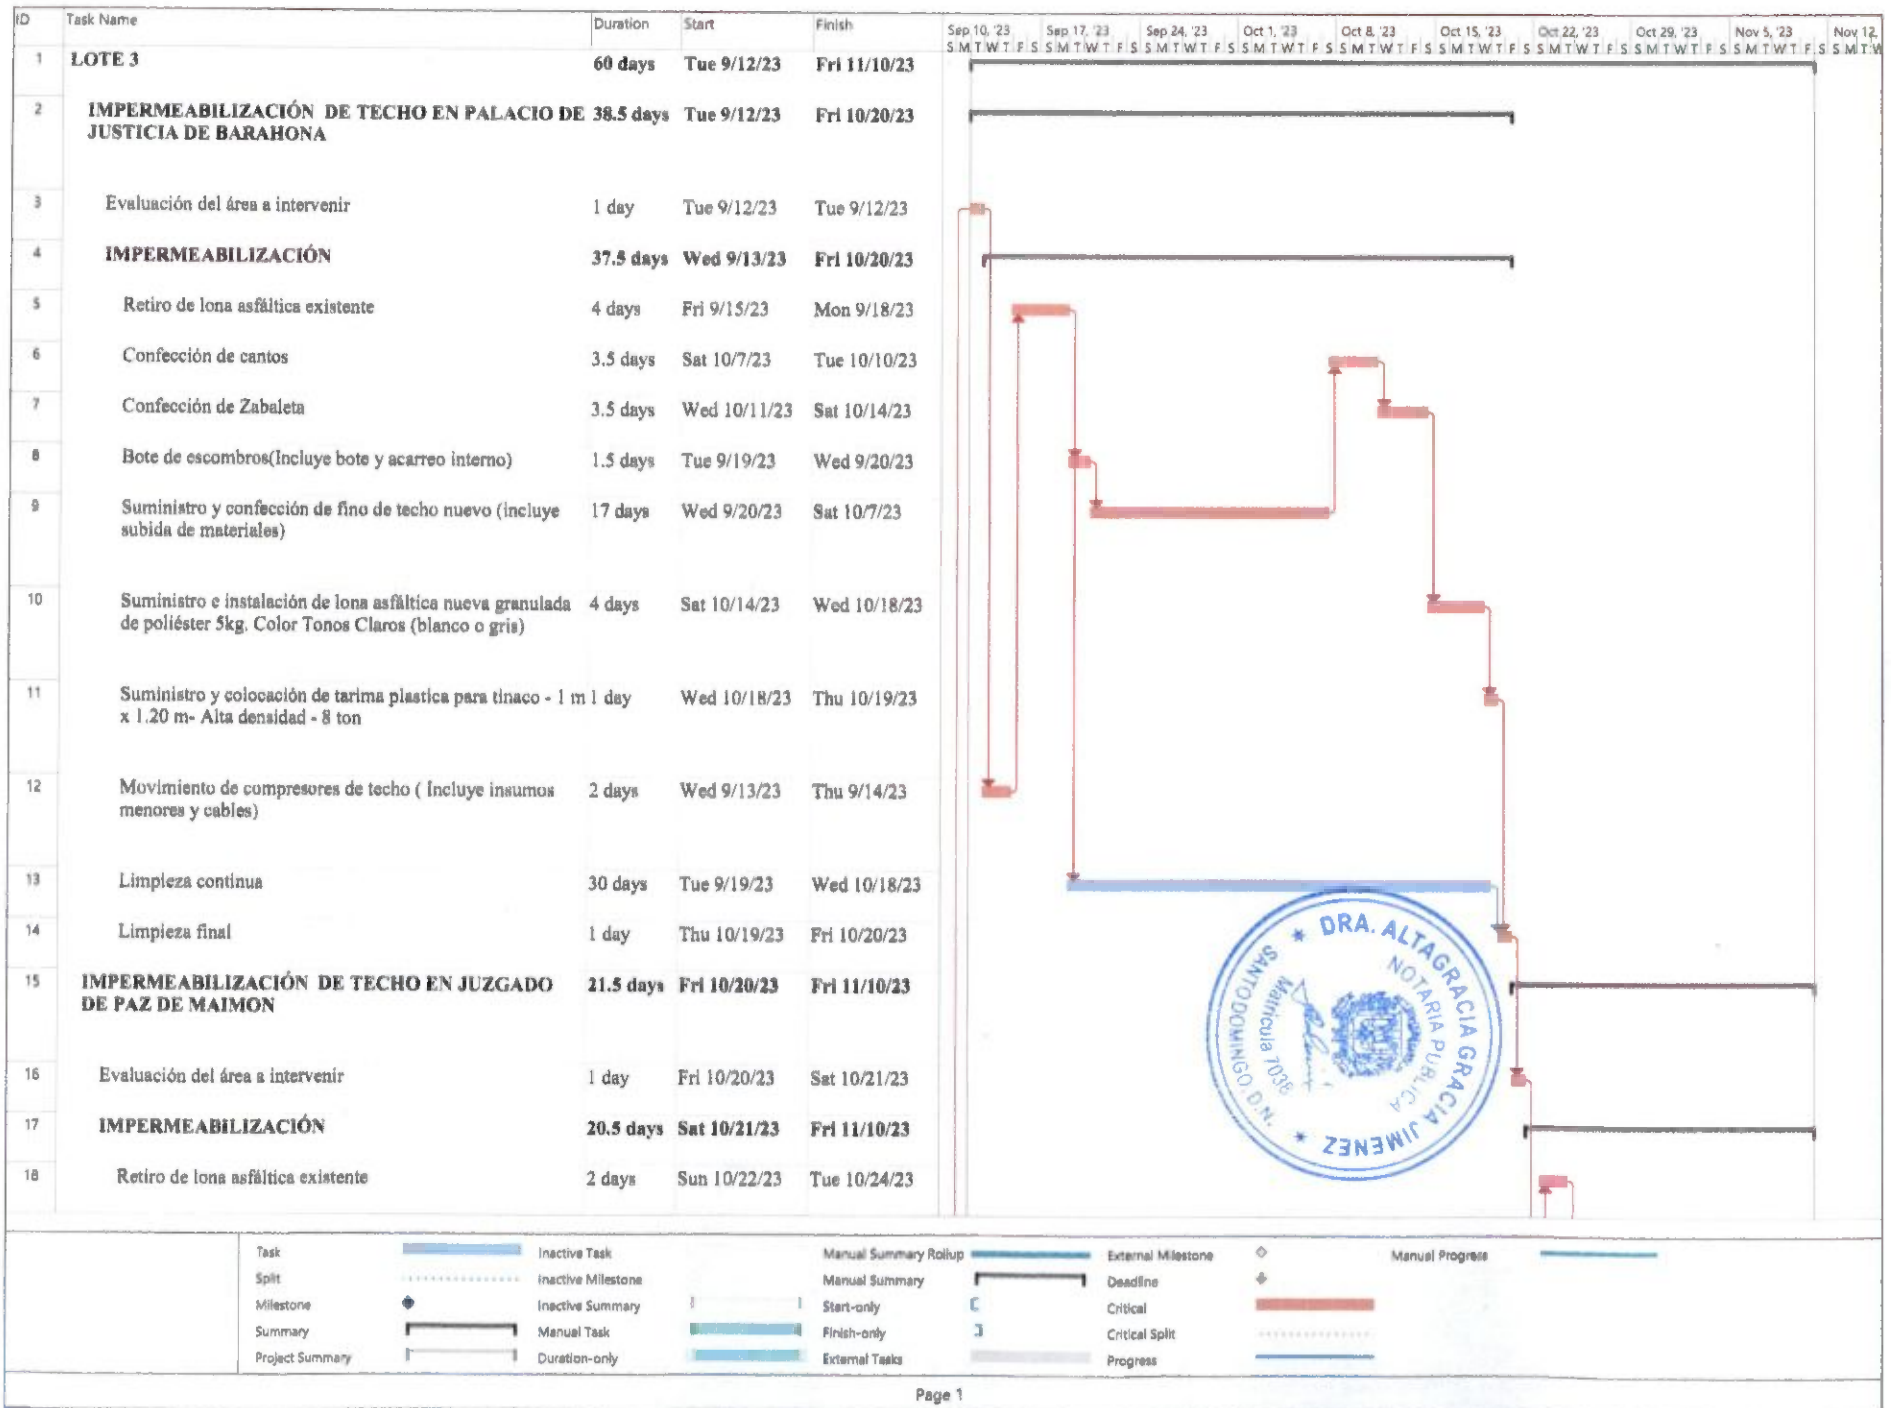 ID Task Name Duration Start Finish Sep 10, '23 Sep 17, '23 Sep 24, '23 Oct 1, '23 Oct 8, '23 Oct 15, '23 Oct 22, '23 Oct 29, '23 Nov 5, '23 Nov 12,
S M T W T F S S M T W T F S S M T W T F S S M T W T F S S M T W T F S S M T W T F S S M T W T F S S M T W T F S S M T W T F S S M T W
1 LOTE 3 60 days Tue 9/12/23 Fri 11/10/23
2 IMPERMEABILIZACIÓN DE TECHO EN PALACIO DE 38.5 days Tue 9/12/23 Fri 10/20/23
JUSTICIA DE BARAHONA
3 Evaluación del área a intervenir 1 day Tue 9/12/23 Tue 9/12/23
4 IMPERMEABILIZACIÓN 37.5 days Wed 9/13/23 Fri 10/20/23
5 Retiro de lona asfáltica existente 4 days Fri 9/15/23 Mon 9/18/23
6 Confección de cantos 3.5 days Sat 10/7/23 Tue 10/10/23
7 Confección de Zabaleta 3.5 days Wed 10/11/23 Sat 10/14/23
8 Bote de escombros(Incluye bote y acarreo interno) 1.5 days Tue 9/19/23 Wed 9/20/23
9 Suministro y confección de fino de techo nuevo (incluye 17 days Wed 9/20/23 Sat 10/7/23
subida de materiales)
10 Suministro e instalación de lona asfáltica nueva granulada 4 days Sat 10/14/23 Wed 10/18/23
de poliéster 5kg. Color Tonos Claros (blanco o gris)
11 Suministro y colocación de tarima plastica para tinaco - 1 m 1 day Wed 10/18/23 Thu 10/19/23
x 1.20 m- Alta densidad - 8 ton
12 Movimiento de compresores de techo ( Incluye insumos 2 days Wed 9/13/23 Thu 9/14/23
menores y cables)
13 Limpieza continua 30 days Tue 9/19/23 Wed 10/18/23
14 Limpieza final 1 day Thu 10/19/23 Fri 10/20/23
15 IMPERMEABILIZACIÓN DE TECHO EN JUZGADO 21.5 days Fri 10/20/23 Fri 11/10/23
DE PAZ DE MAIMON
16 Evaluación del área a intervenir 1 day Fri 10/20/23 Sat 10/21/23
17 IMPERMEABILIZACIÓN 20.5 days Sat 10/21/23 Fri 11/10/23
18 Retiro de lona asfáltica existente 2 days Sun 10/22/23 Tue 10/24/23
DRA. ALTAGRACIA GRACIA JIMENEZ
NOTARIA PUBLICA
Matricula 7038
SANTO DOMINGO, D.N.
Task Inactive Task Manual Summary Rollup External Milestone Manual Progress
Split Inactive Milestone Manual Summary Deadline
Milestone Inactive Summary Start-only Critical
Summary Manual Task Finish-only Critical Split
Project Summary Duration-only External Tasks Progress
Page 1